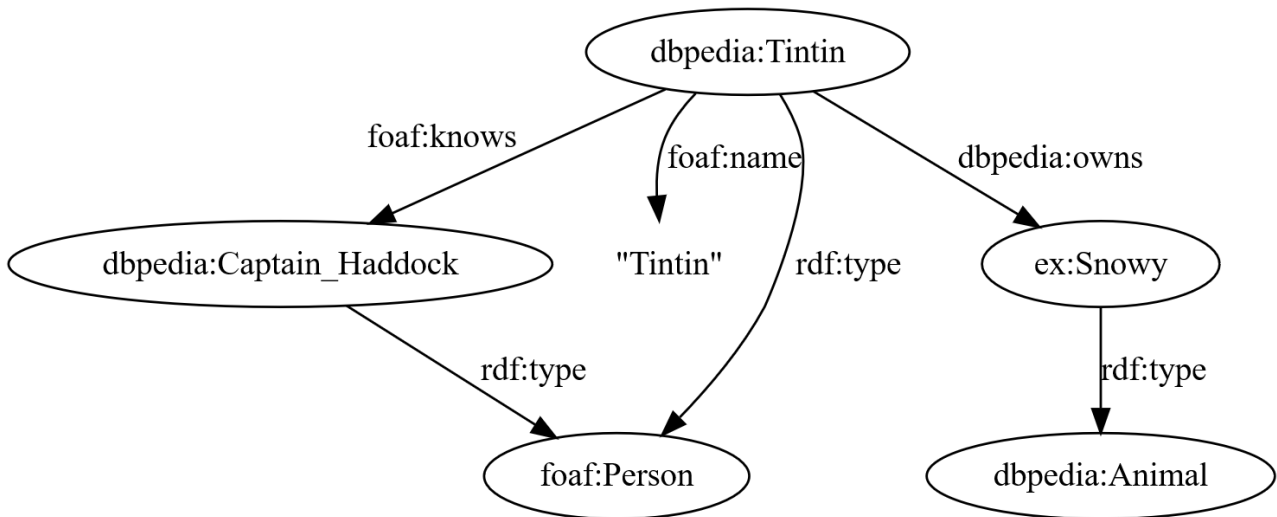 dbpedia:Tintin
foaf:knows
foaf:name
dbpedia:owns
dbpedia:Captain_Haddock
"Tintin"
rdf:type
ex:Snowy
rdf:type
rdf:type
foaf:Person
dbpedia:Animal